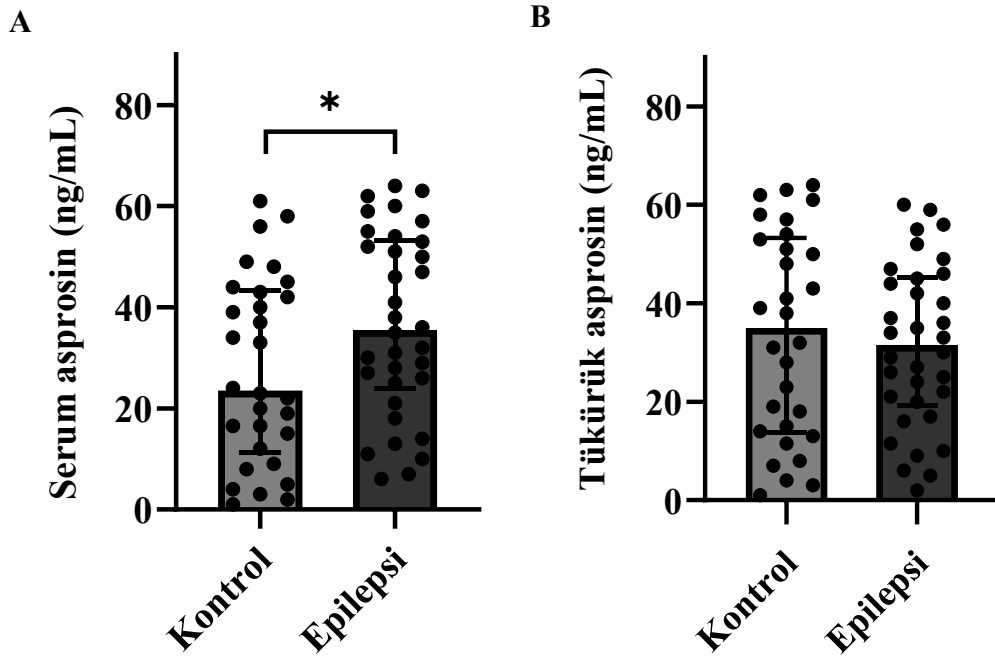 A
Serum asprosin (ng/mL)
80
60
40
20
0
*
Kontrol
Epilepsi
B
Tükürük asprosin (ng/mL)
80
60
40
20
0
Kontrol
Epilepsi